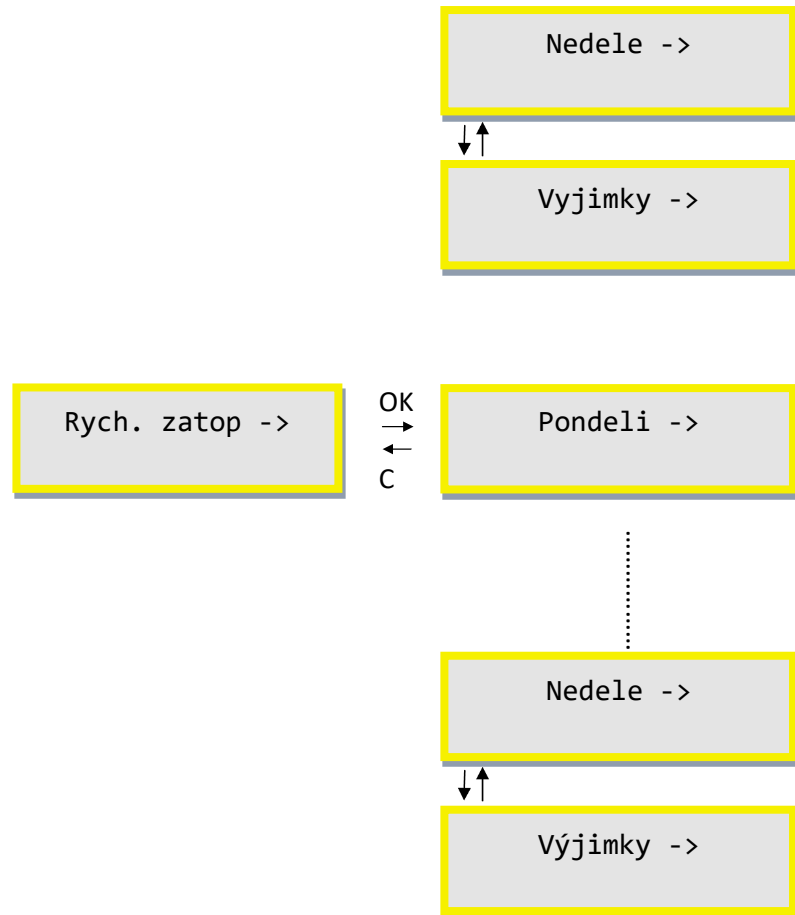 Nedele ->
Vyjimky ->
Rych. zatop ->
OK
C
Pondeli ->
Nedele ->
Výjimky ->